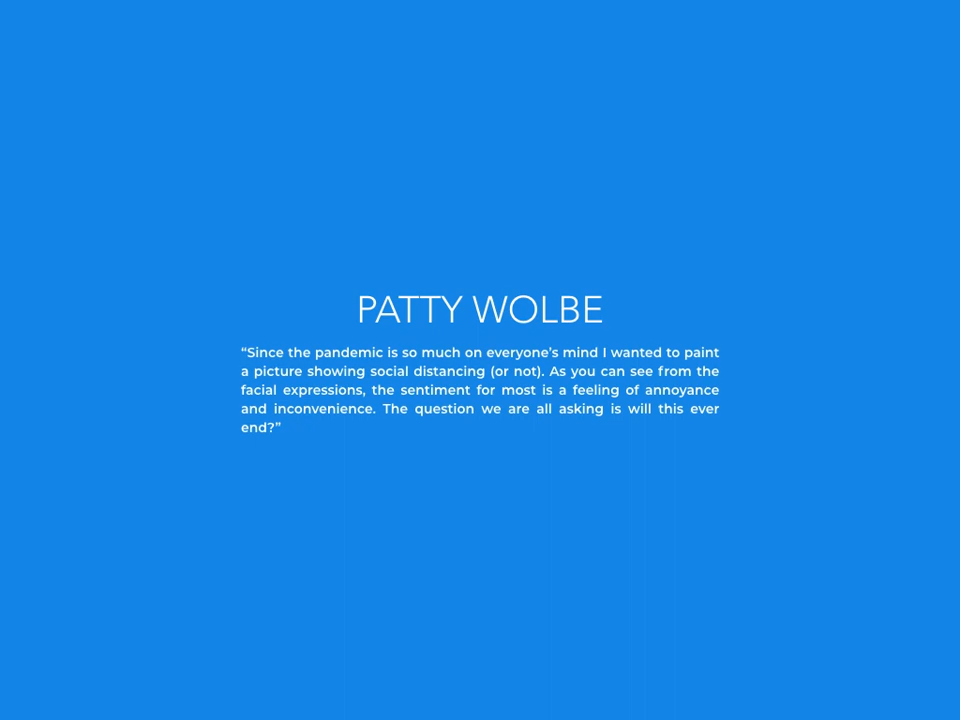 PATTY WOLBE
“Since the pandemic is so much on everyone’s mind I wanted to paint
a picture showing social distancing (or not). As you can see from the
facial expressions, the sentiment for most is a feeling of annoyance
and inconvenience. The question we are all asking is will this ever
end?”